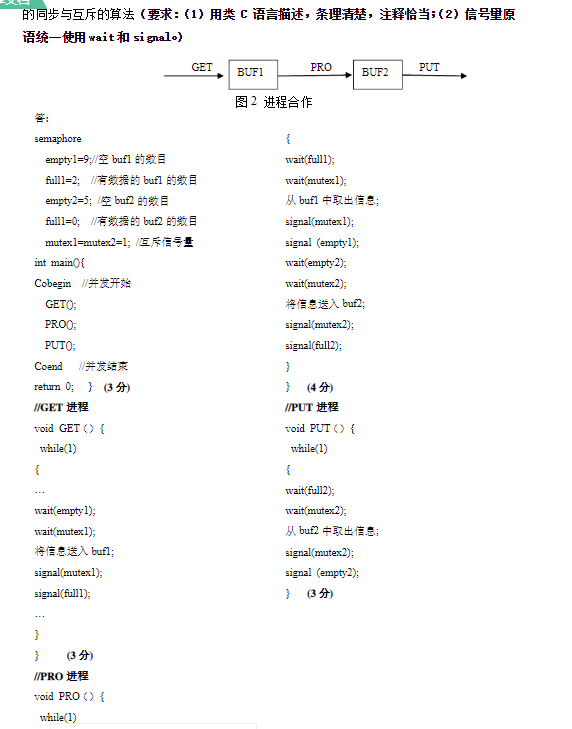 的同步与互斥的算法（要求：（1）用类 C 语言描述，条理清楚，注释恰当；（2）信号量原
语统一使用 wait 和 signal。）
GET BUF1 PRO BUF2 PUT
图 2 进程合作
答：
semaphore
empty1=9;//空 buf1 的数目
full1=2; //有数据的 buf1 的数目
empty2=5; /空 buf2 的数目
full1=0; //有数据的 buf2 的数目
mutex1=mutex2=1; /互斥信号量
int main(){
Cobegin //并发开始
GET();
PRO();
PUT();
Coend //并发结束
return 0; } (3 分)
//GET 进程
void GET（）{
while(1)
{
…
wait(empty1);
wait(mutex1);
将信息送入 buf1;
signal(mutex1);
signal(full1);
…
}
} (3 分)
//PRO 进程
void PRO（）{
while(1)
{
wait(full1);
wait(mutex1);
从 buf1 中取出信息;
signal(mutex1);
signal (empty1);
wait(empty2);
wait(mutex2);
将信息送入 buf2;
signal(mutex2);
signal(full2);
}
} (4 分)
//PUT 进程
void PUT（）{
while(1)
{
wait(full2);
wait(mutex2);
从 buf2 中取出信息;
signal(mutex2);
signal (empty2);
} (3 分)